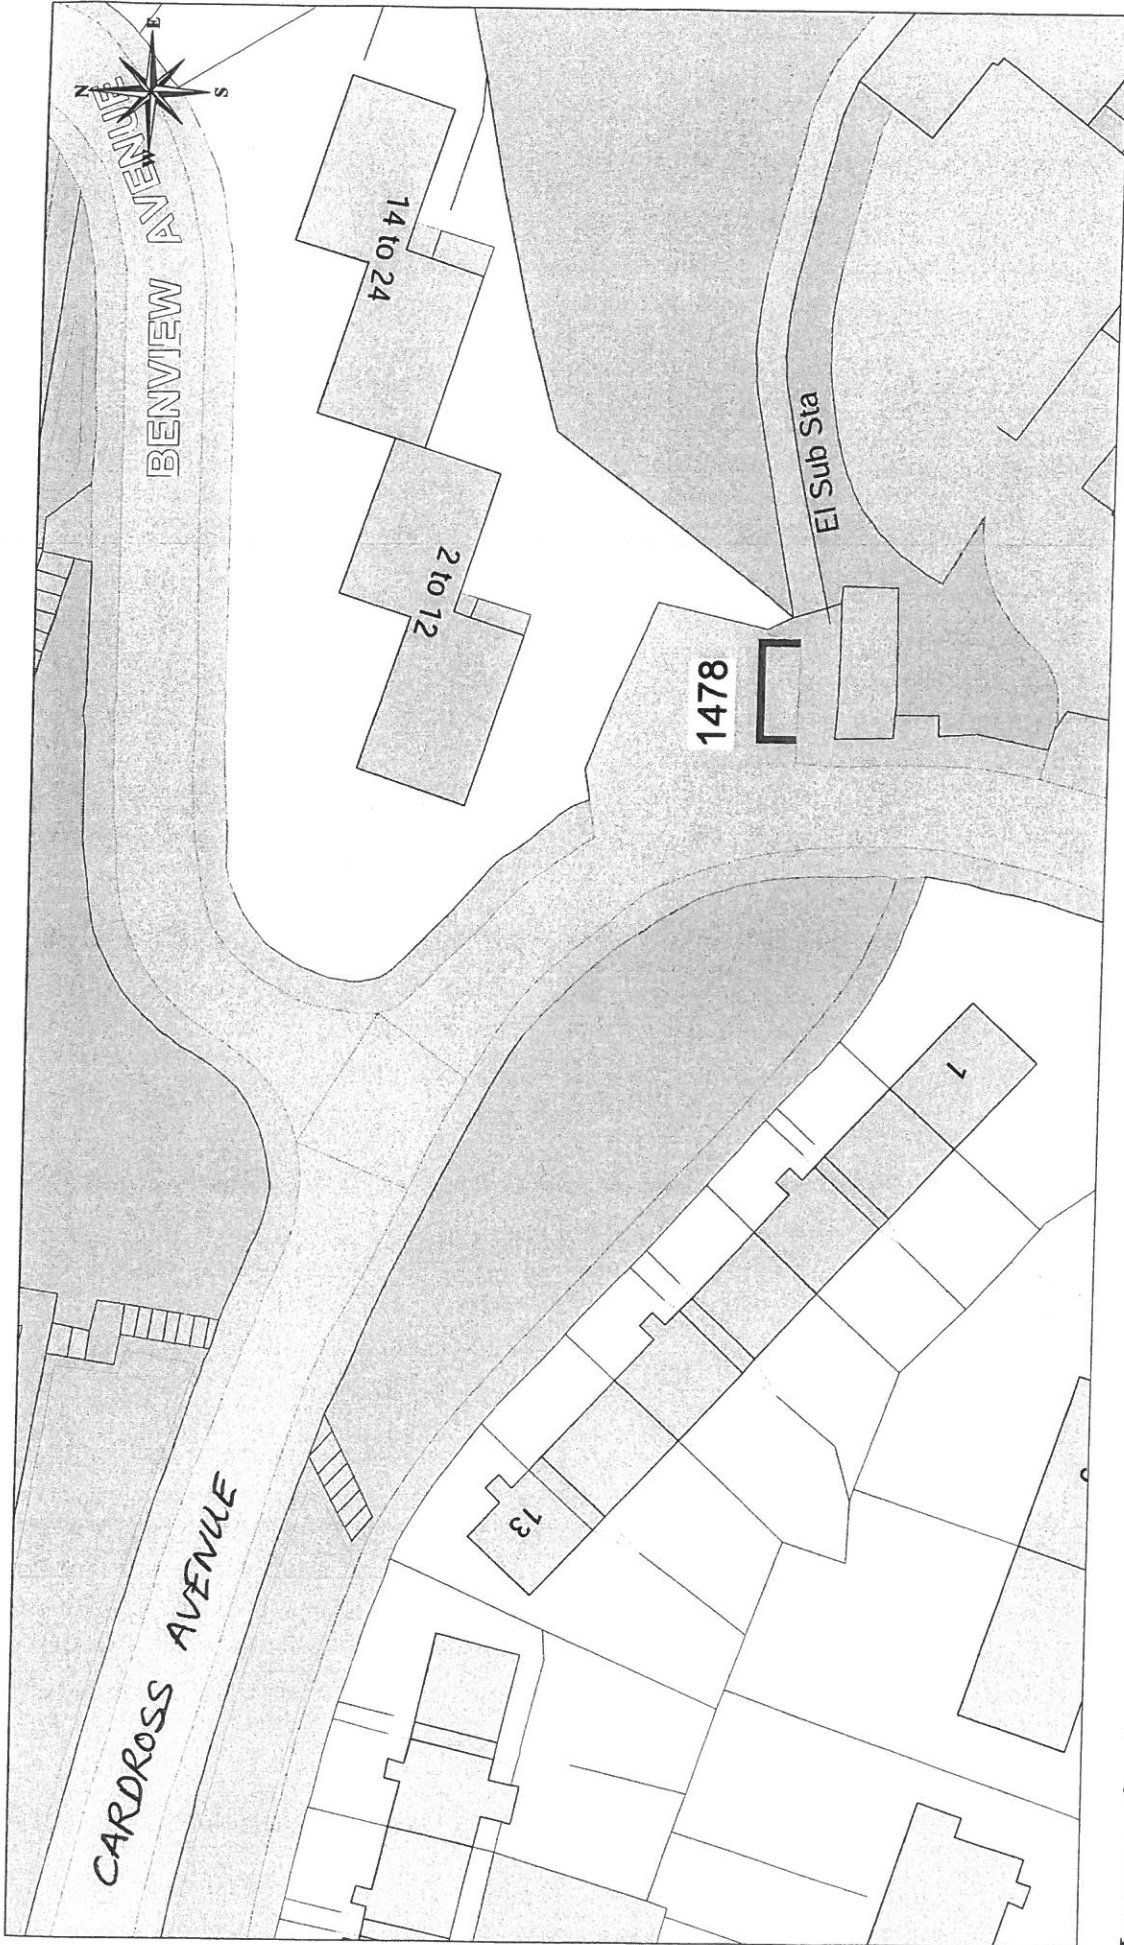 N
E
S
W
BENVIEW AVENUE
14 to 24
2 to 12
El Sub Sta
1478
1
13
CARDROSS AVENUE